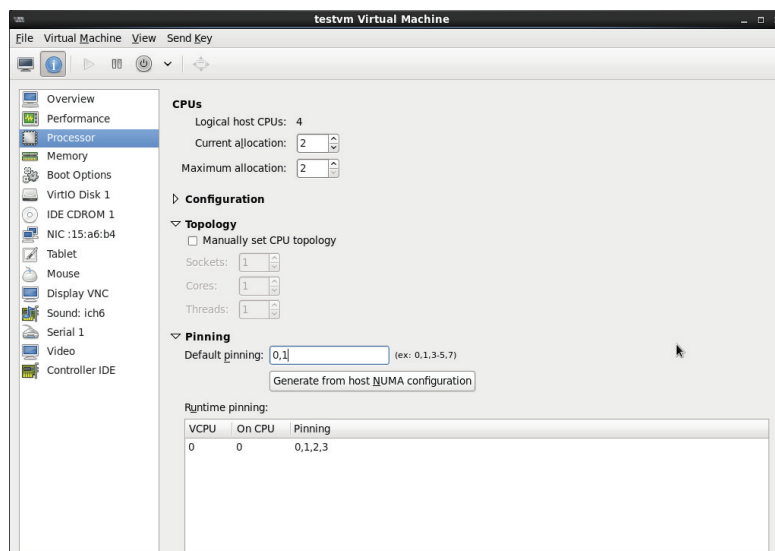 testvm Virtual Machine
File Virtual Machine View Send Key
Overview
Performance
Processor
Memory
Boot Options
VirtIO Disk 1
IDE CDROM 1
NIC :15:a6:b4
Tablet
Mouse
Display VNC
Sound: ich6
Serial 1
Video
Controller IDE
CPUs
Logical host CPUs: 4
Current allocation: 2
Maximum allocation: 2
Configuration
Topology
Manually set CPU topology
Sockets: 1
Cores: 1
Threads: 1
Pinning
Default pinning: 0,1 (ex: 0,1,3-5,7)
Generate from host NUMA configuration
Runtime pinning:
VCPU On CPU Pinning
0 0 0,1,2,3